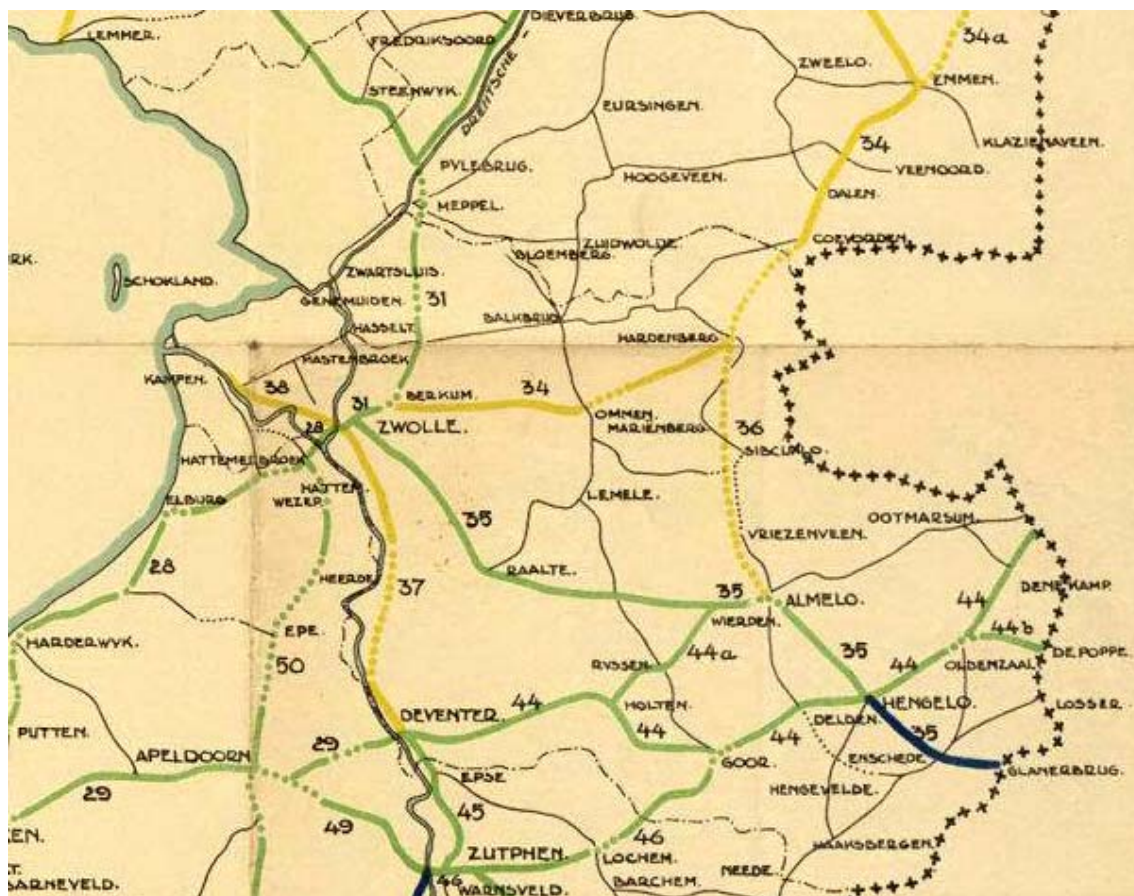 DIEVERBRUG
LEMMER.
FREDRIKSOORD
34a
ZWEELO.
EMMEN.
STEENWYK.
DRENTSCHE
EURSINGEN.
34
KLAZIENAVEEN.
PYLEBRUG.
HOOGEVEEN.
VEENOORD.
DALEN.
MEPPEL.
COEVORDEN.
ZUIDWOLDE.
BLOEMBERG.
RK.
ZWARTSLUIS.
SCHOKLAND.
GENEMUIDEN.
31
HASSELT.
BALKBRUG
HARDENBERG
MASTENBROEK
KAMPEN.
38
BERKUM.
34
31
OMMEN.
28
ZWOLLE.
MARIENBERG
36
SIBCULO.
HATTEMERBROEK
HATTEM.
ELBURG
WEZEP.
LEMELE.
OOTMARSUM.
35
VRIEZENVEEN.
28
HEERDE
37
RAALTE.
35
ALMELO.
DENEKAMP.
WIERDEN.
44
44b
HARDERWYK.
EPE.
50
RYSSEN.
44a
35
44
OLDENZAAL
DE POPPE.
HOLTEN.
HENGELO.
LOSSER.
DEVENTER.
44
DELDEN.
PUTTEN.
APELDOORN
29
44
44
35
ENSCHEDE
GOOR.
GLANERBRUG.
EPSE
HENGEVELDE.
29
49
45
46
HAAKSBERGEN.
EN.
ZUTPHEN.
LOCHEM.
T.
BARNEVELD.
46
WARNSVELD.
BARCHEM.
NEEDE.